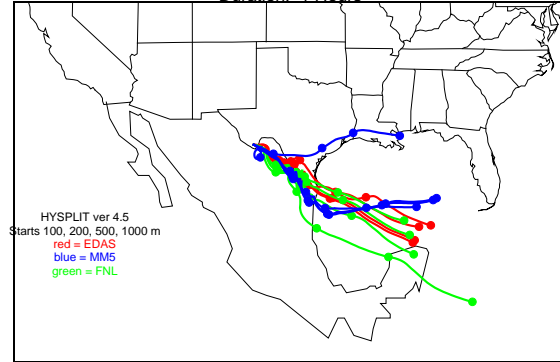 HYSPLIT ver 4.5
Starts 100, 200, 500, 1000 m
red = EDAS
blue = MM5
green = FNL